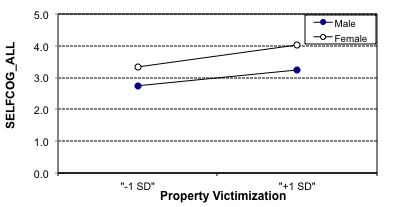 5.0
Male
Female
4.0
3.0
2.0
1.0
0.0
SELFCOG_ALL
"-1 SD"
"+1 SD"
Property Victimization